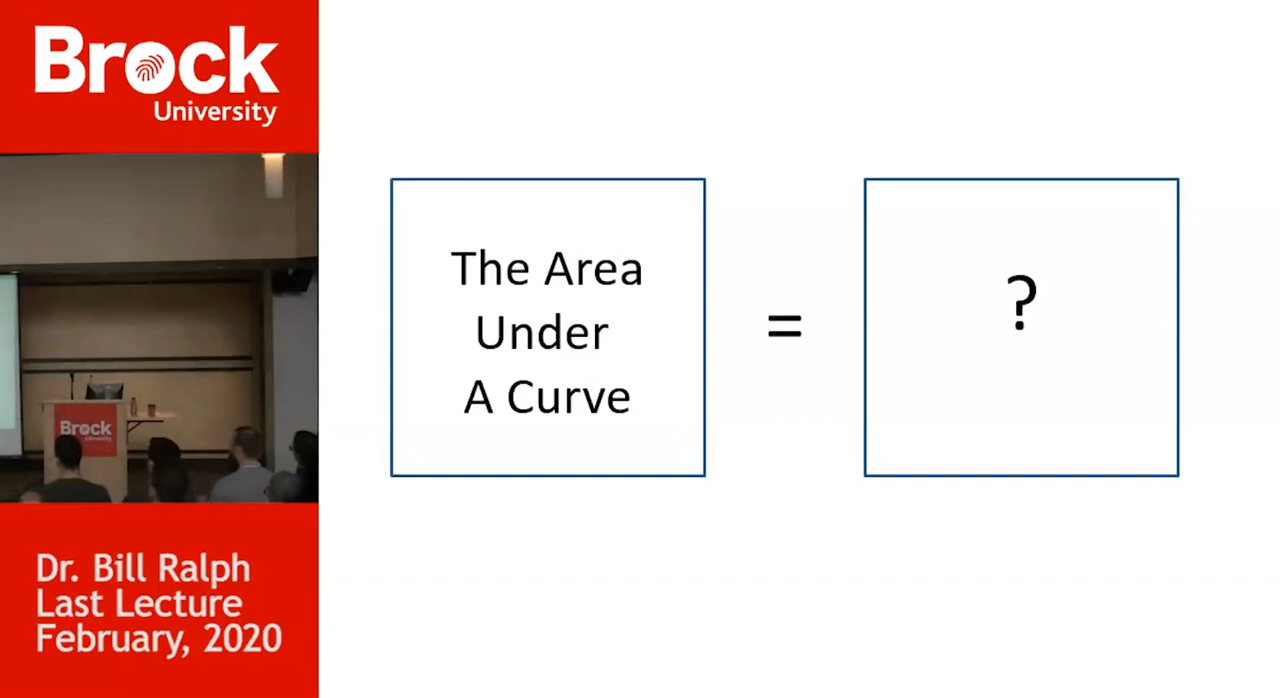 Brock
University
Brock
University
Dr. Bill Ralph
Last Lecture
February, 2020
The Area
Under
A Curve
=
?